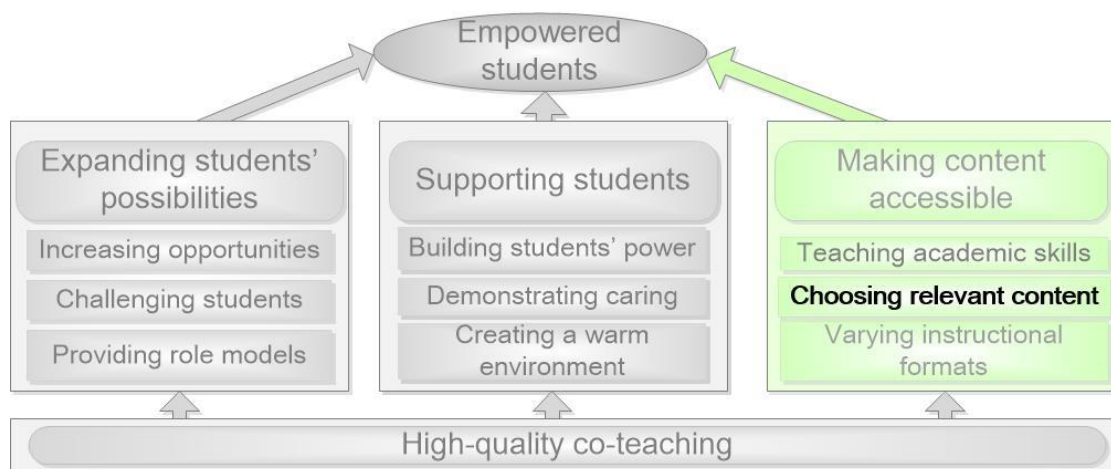 Empowered
students
Expanding students’
possibilities
Increasing opportunities
Challenging students
Providing role models
Supporting students
Building students’ power
Demonstrating caring
Creating a warm
environment
Making content
accessible
Teaching academic skills
Choosing relevant content
Varying instructional
formats
High-quality co-teaching